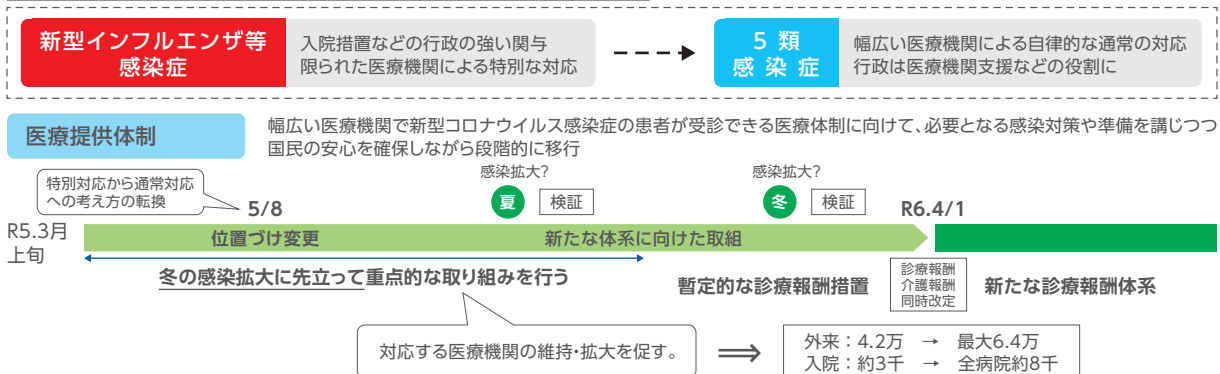 新型インフルエンザ等
感染症
入院措置などの行政の強い関与
限られた医療機関による特別な対応
5 類
感 染 症
幅広い医療機関による自律的な通常の対応
行政は医療機関支援などの役割に
医療提供体制
幅広い医療機関で新型コロナウイルス感染症の患者が受診できる医療体制に向けて、必要となる感染対策や準備を講じつつ
国民の安心を確保しながら段階的に移行
特別対応から通常対応
への考え方の転換
5/8
感染拡大?
夏
検証
感染拡大?
冬
検証
R6.4/1
R5.3月
上旬
位置づけ変更
新たな体系に向けた取組
冬の感染拡大に先立って重点的な取り組みを行う
暫定的な診療報酬措置
診療報酬
介護報酬
同時改定
新たな診療報酬体系
対応する医療機関の維持・拡大を促す。
外来：4.2万 → 最大6.4万
入院：約3千 → 全病院約8千